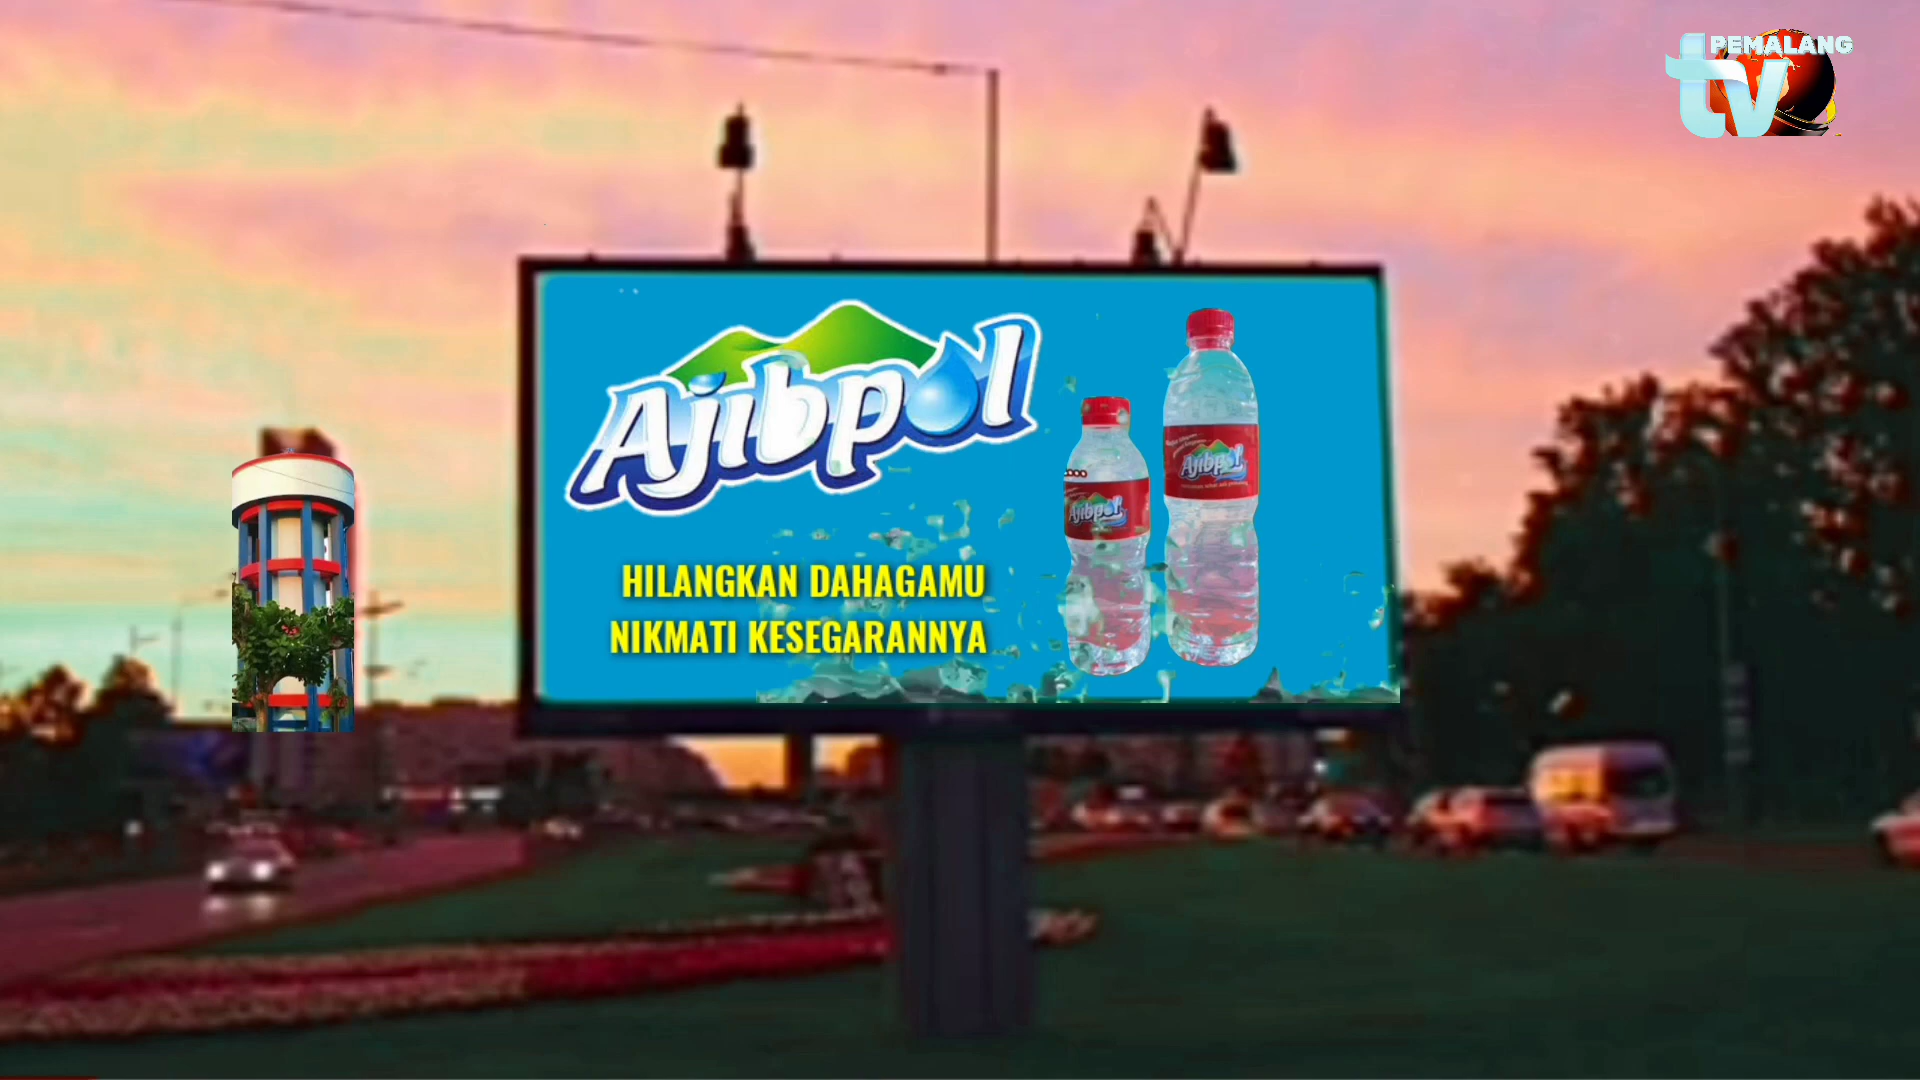 PEMALANG
tv
Ajibpol
Ajibpol
Ajibpol
HILANGKAN DAHAGAMU
NIKMATI KESEGARANNYA